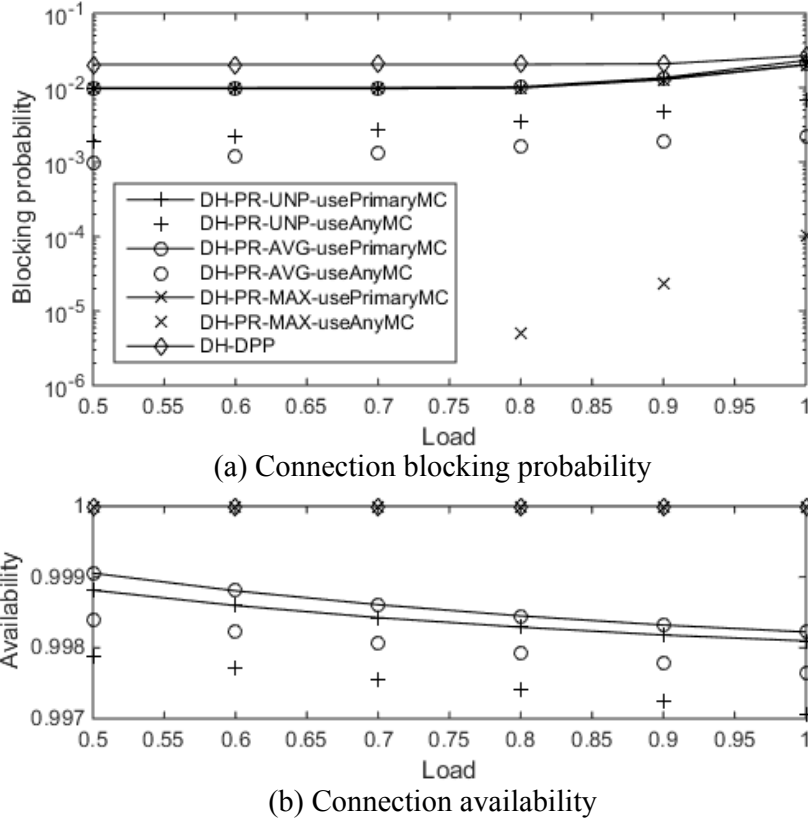 10^-1
10^-2
10^-3
10^-4
10^-5
10^-6
Blocking probability
DH-PR-UNP-usePrimaryMC
DH-PR-UNP-useAnyMC
DH-PR-AVG-usePrimaryMC
DH-PR-AVG-useAnyMC
DH-PR-MAX-usePrimaryMC
DH-PR-MAX-useAnyMC
DH-DPP
0.5 0.55 0.6 0.65 0.7 0.75 0.8 0.85 0.9 0.95 1
Load
(a) Connection blocking probability
1
0.999
0.998
0.997
Availability
0.5 0.55 0.6 0.65 0.7 0.75 0.8 0.85 0.9 0.95 1
Load
(b) Connection availability